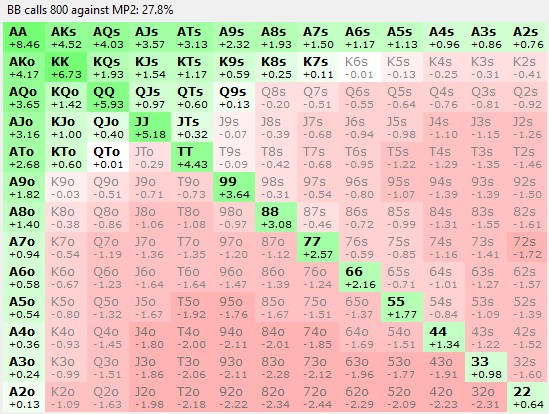 BB calls 800 against MP2: 27.8%
AA AKs AQs AJs ATs A9s A8s A7s A6s A5s A4s A3s A2s
+8.46 +4.52 +4.03 +3.57 +3.13 +2.32 +1.93 +1.50 +1.17 +1.13 +0.96 +0.86 +0.76
AKo KK KQs KJs KTs K9s K8s K7s K6s K5s K4s K3s K2s
+4.17 +6.73 +1.93 +1.54 +1.17 +0.59 +0.25 +0.11 -0.01 -0.13 -0.25 -0.31 -0.41
AQo KQo QQ QJs QTs Q9s Q8s Q7s Q6s Q5s Q4s Q3s Q2s
+3.65 +1.42 +5.93 +0.97 +0.60 +0.13 -0.20 -0.51 -0.55 -0.64 -0.76 -0.81 -0.92
AJo KJo QJo JJ JTs J9s J8s J7s J6s J5s J4s J3s J2s
+3.16 +1.00 +0.40 +5.18 +0.32 -0.07 -0.39 -0.68 -0.94 -0.98 -1.10 -1.15 -1.26
ATo KTo QTo JTo TT T9s T8s T7s T6s T5s T4s T3s T2s
+2.68 +0.60 +0.01 -0.29 +4.43 -0.09 -0.42 -0.68 -0.95 -1.22 -1.29 -1.35 -1.46
A9o K9o Q9o J9o T9o 99 98s 97s 96s 95s 94s 93s 92s
+1.82 -0.03 -0.51 -0.71 -0.73 +3.64 -0.31 -0.54 -0.80 -1.07 -1.39 -1.39 -1.50
A8o K8o Q8o J8o T8o 98o 88 87s 86s 85s 84s 83s 82s
+1.40 -0.38 -0.86 -1.06 -1.08 -0.97 +3.08 -0.46 -0.72 -0.99 -1.31 -1.55 -1.61
A7o K7o Q7o J7o T7o 97o 87o 77 76s 75s 74s 73s 72s
+0.94 -0.54 -1.19 -1.36 -1.35 -1.20 -1.12 +2.57 -0.59 -0.85 -1.16 -1.41 -1.72
A6o K6o Q6o J6o T6o 96o 86o 76o 66 65s 64s 63s 62s
+0.58 -0.67 -1.23 -1.64 -1.64 -1.47 -1.39 -1.24 +2.16 -0.71 -1.01 -1.27 -1.57
A5o K5o Q5o J5o T5o 95o 85o 75o 65o 55 54s 53s 52s
+0.54 -0.80 -1.32 -1.67 -1.92 -1.76 -1.67 -1.51 -1.37 +1.77 -0.84 -1.09 -1.39
A4o K4o Q4o J4o T4o 94o 84o 74o 64o 54o 44 43s 42s
+0.36 -0.93 -1.45 -1.80 -2.00 -2.11 -2.01 -1.85 -1.69 -1.51 +1.34 -1.22 -1.52
A3o K3o Q3o J3o T3o 93o 83o 73o 63o 53o 43o 33 32s
+0.24 -0.99 -1.51 -1.86 -2.06 -2.11 -2.28 -2.12 -1.96 -1.77 -1.91 +0.98 -1.60
A2o K2o Q2o J2o T2o 92o 82o 72o 62o 52o 42o 32o 22
+0.13 -1.09 -1.63 -1.98 -2.18 -2.22 -2.34 -2.44 -2.29 -2.09 -2.23 -2.31 +0.64